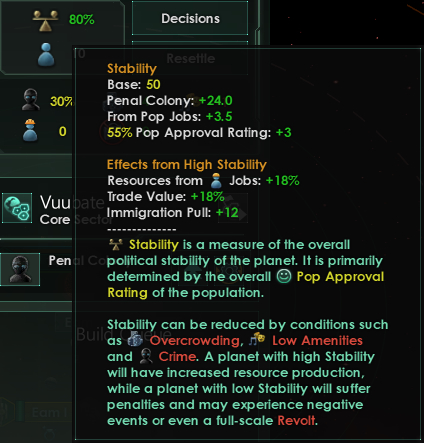 80%
Decisions
Resettle
30%
0
Stability
Base: 50
Penal Colony: +24.0
From Pop Jobs: +3.5
55% Pop Approval Rating: +3
Effects from High Stability
Resources from Jobs: +18%
Trade Value: +18%
Immigration Pull: +12
--------------
Stability is a measure of the overall
political stability of the planet. It is primarily
determined by the overall Pop Approval
Rating of the population.
Stability can be reduced by conditions such
as Overcrowding, Low Amenities
and Crime. A planet with high Stability
will have increased resource production,
while a planet with low Stability will suffer
penalties and may experience negative
events or even a full-scale Revolt.
Core Sector
Penal Co
Build Queue